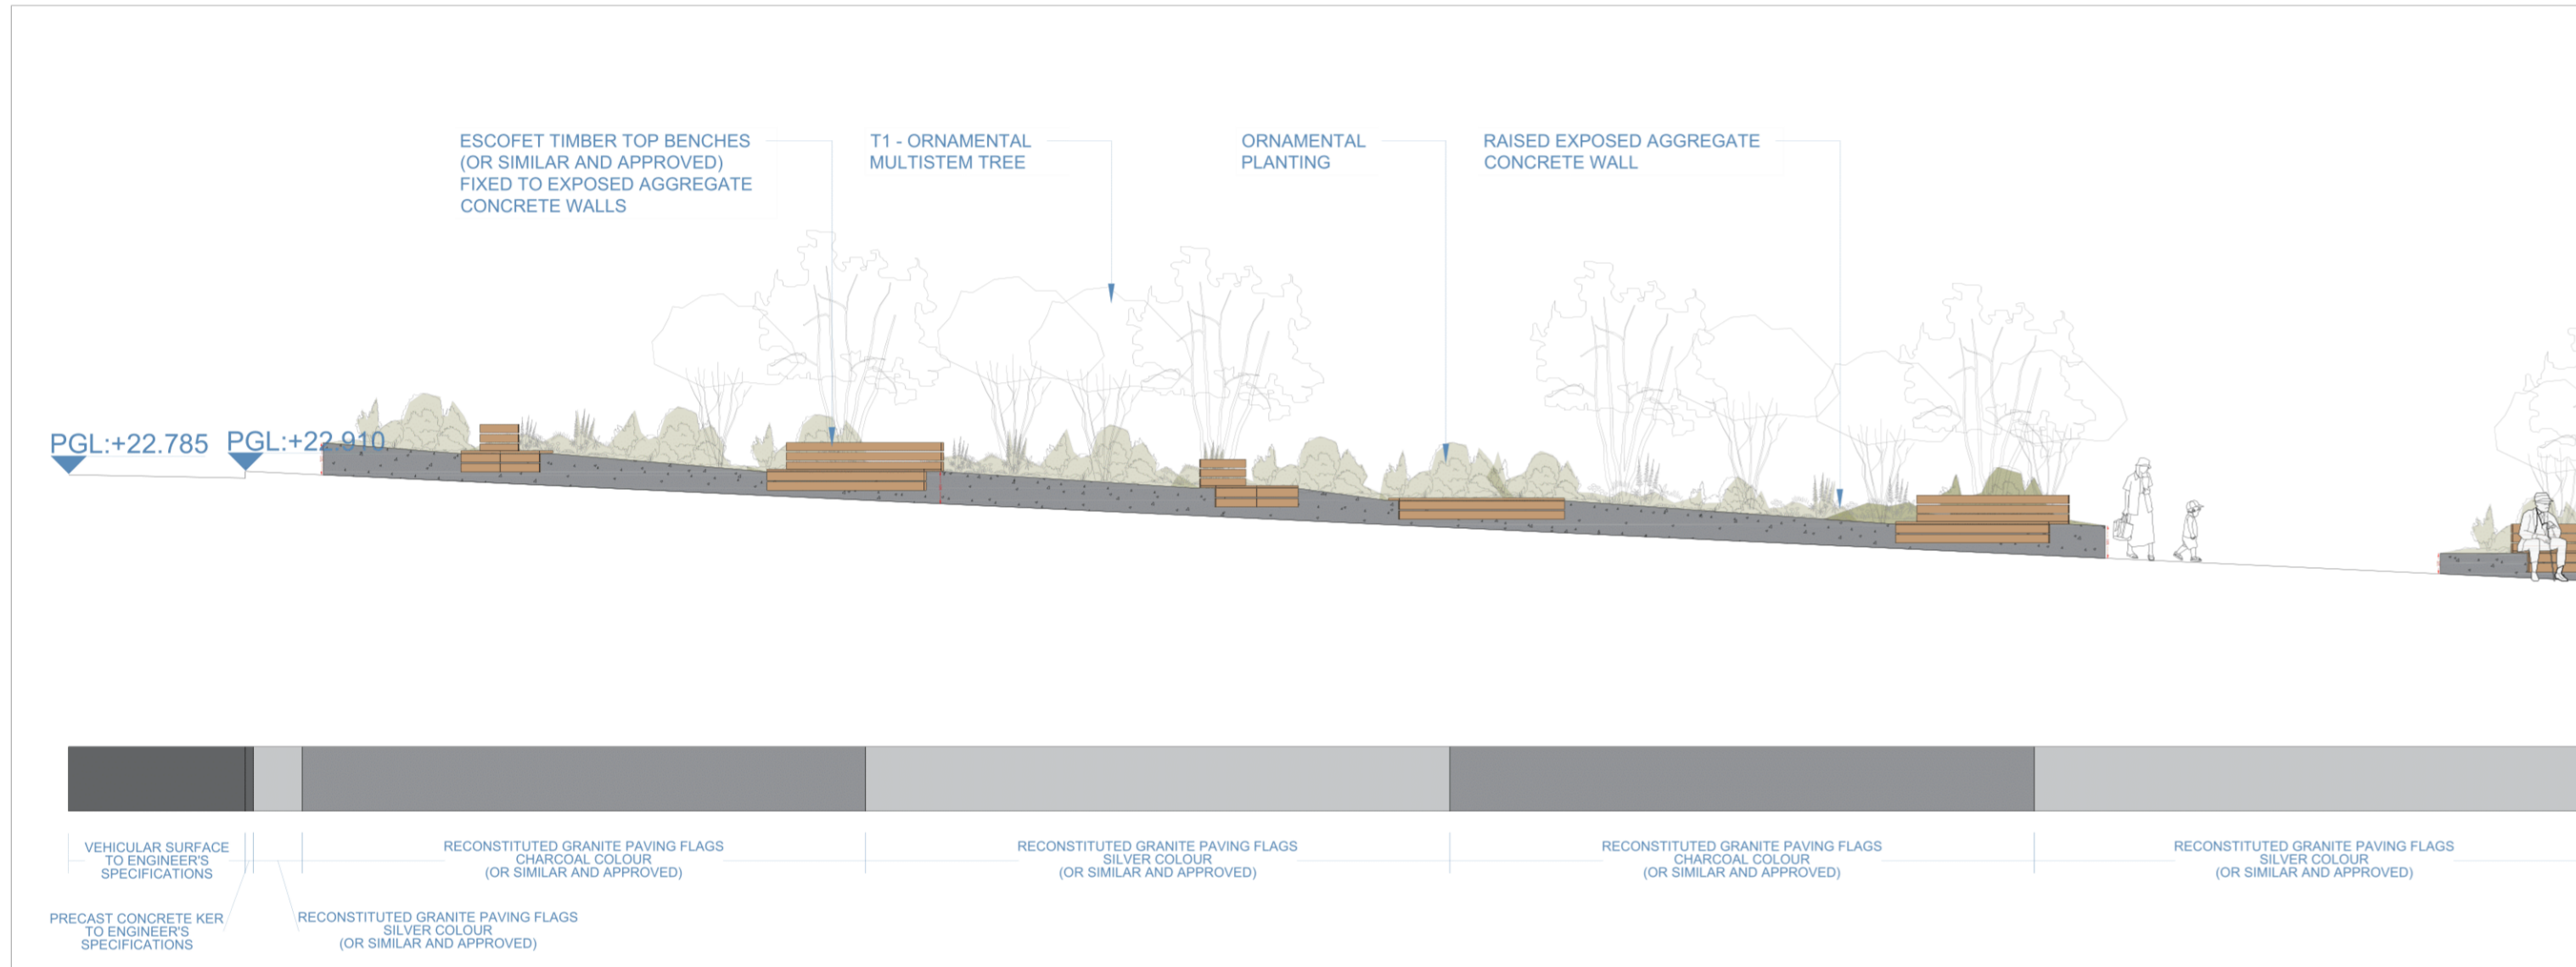 ESCOFET TIMBER TOP BENCHES
(OR SIMILAR AND APPROVED)
FIXED TO EXPOSED AGGREGATE
CONCRETE WALLS
T1 - ORNAMENTAL
MULTISTEM TREE
ORNAMENTAL
PLANTING
RAISED EXPOSED AGGREGATE
CONCRETE WALL
PGL:+22.785
PGL:+22.910
VEHICULAR SURFACE
TO ENGINEER'S
SPECIFICATIONS
RECONSTITUTED GRANITE PAVING FLAGS
CHARCOAL COLOUR
(OR SIMILAR AND APPROVED)
RECONSTITUTED GRANITE PAVING FLAGS
SILVER COLOUR
(OR SIMILAR AND APPROVED)
RECONSTITUTED GRANITE PAVING FLAGS
CHARCOAL COLOUR
(OR SIMILAR AND APPROVED)
RECONSTITUTED GRANITE PAVING FLAGS
SILVER COLOUR
(OR SIMILAR AND APPROVED)
PRECAST CONCRETE KER
TO ENGINEER'S
SPECIFICATIONS
RECONSTITUTED GRANITE PAVING FLAGS
SILVER COLOUR
(OR SIMILAR AND APPROVED)